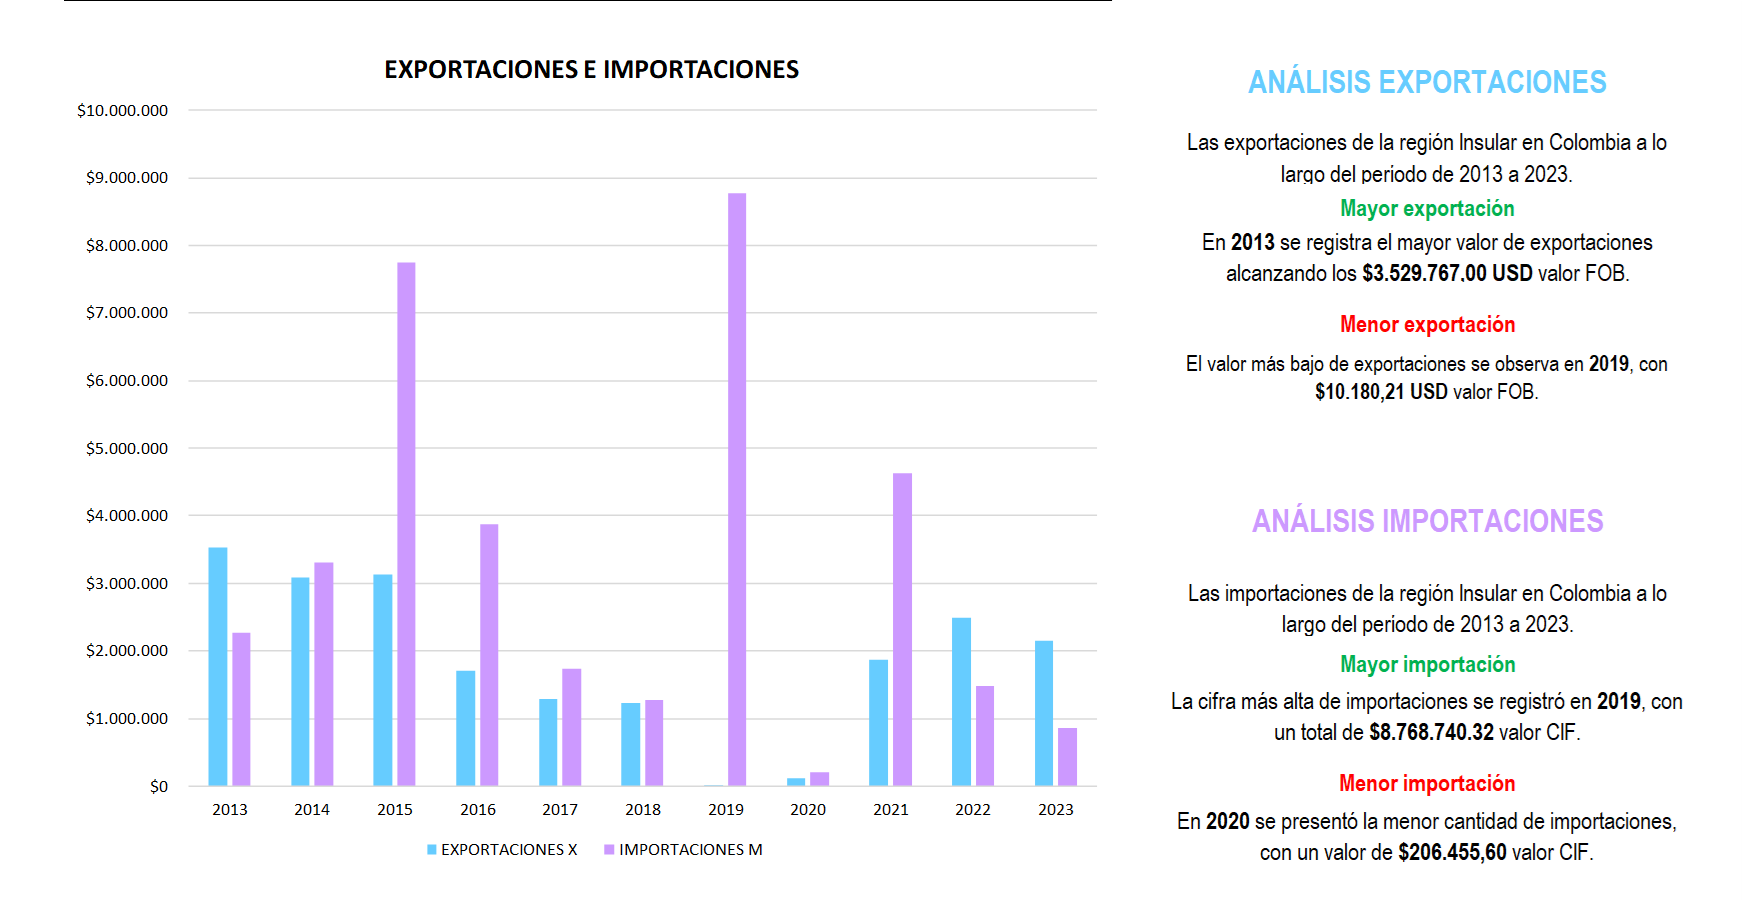 EXPORTACIONES E IMPORTACIONES
$10.000.000
$9.000.000
$8.000.000
$7.000.000
$6.000.000
$5.000.000
$4.000.000
$3.000.000
$2.000.000
$1.000.000
$0
2013 2014 2015 2016 2017 2018 2019 2020 2021 2022 2023
EXPORTACIONES X IMPORTACIONES M
ANÁLISIS EXPORTACIONES
Las exportaciones de la región Insular en Colombia a lo
largo del periodo de 2013 a 2023.
Mayor exportación
En 2013 se registra el mayor valor de exportaciones
alcanzando los $3.529.767,00 USD valor FOB.
Menor exportación
El valor más bajo de exportaciones se observa en 2019, con
$10.180,21 USD valor FOB.
ANÁLISIS IMPORTACIONES
Las importaciones de la región Insular en Colombia a lo
largo del periodo de 2013 a 2023.
Mayor importación
La cifra más alta de importaciones se registró en 2019, con
un total de $8.768.740.32 valor CIF.
Menor importación
En 2020 se presentó la menor cantidad de importaciones,
con un valor de $206.455,60 valor CIF.